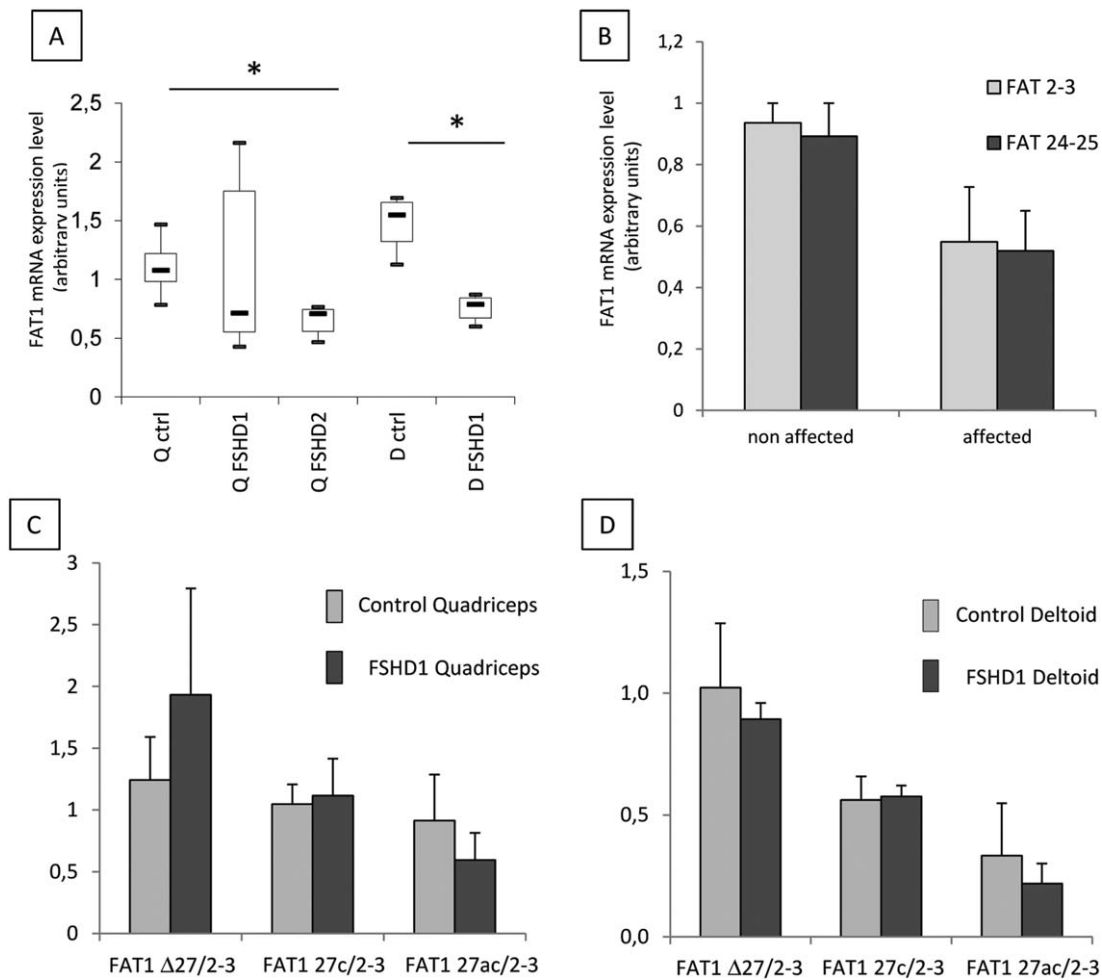 A
*
*
FAT1 mRNA expression level
(arbitrary units)
2,5
2
1,5
1
0,5
0
Q ctrl
Q FSHD1
Q FSHD2
D ctrl
D FSHD1
B
FAT1 mRNA expression level
(arbitrary units)
1,2
1
0,8
0,6
0,4
0,2
0
FAT 2-3
FAT 24-25
non affected
affected
C
3
2,5
2
1,5
1
0,5
0
Control Quadriceps
FSHD1 Quadriceps
FAT1 Δ27/2-3
FAT1 27c/2-3
FAT1 27ac/2-3
D
1,5
1,0
0,5
0,0
Control Deltoid
FSHD1 Deltoid
FAT1 Δ27/2-3
FAT1 27c/2-3
FAT1 27ac/2-3